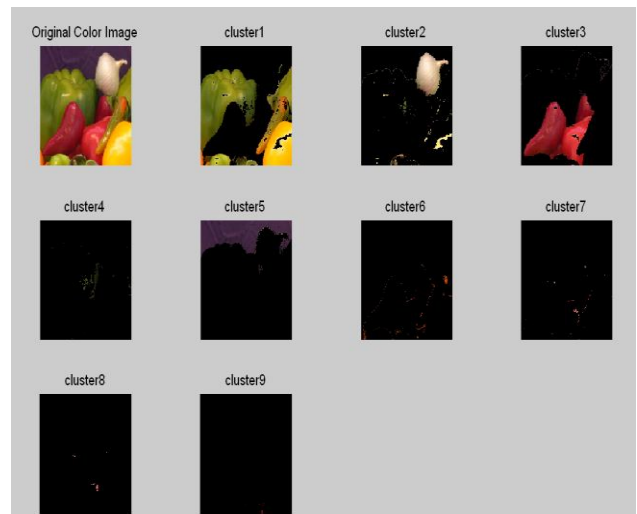 Original Color Image cluster1 cluster2 cluster3
cluster4 cluster5 cluster6 cluster7
cluster8 cluster9